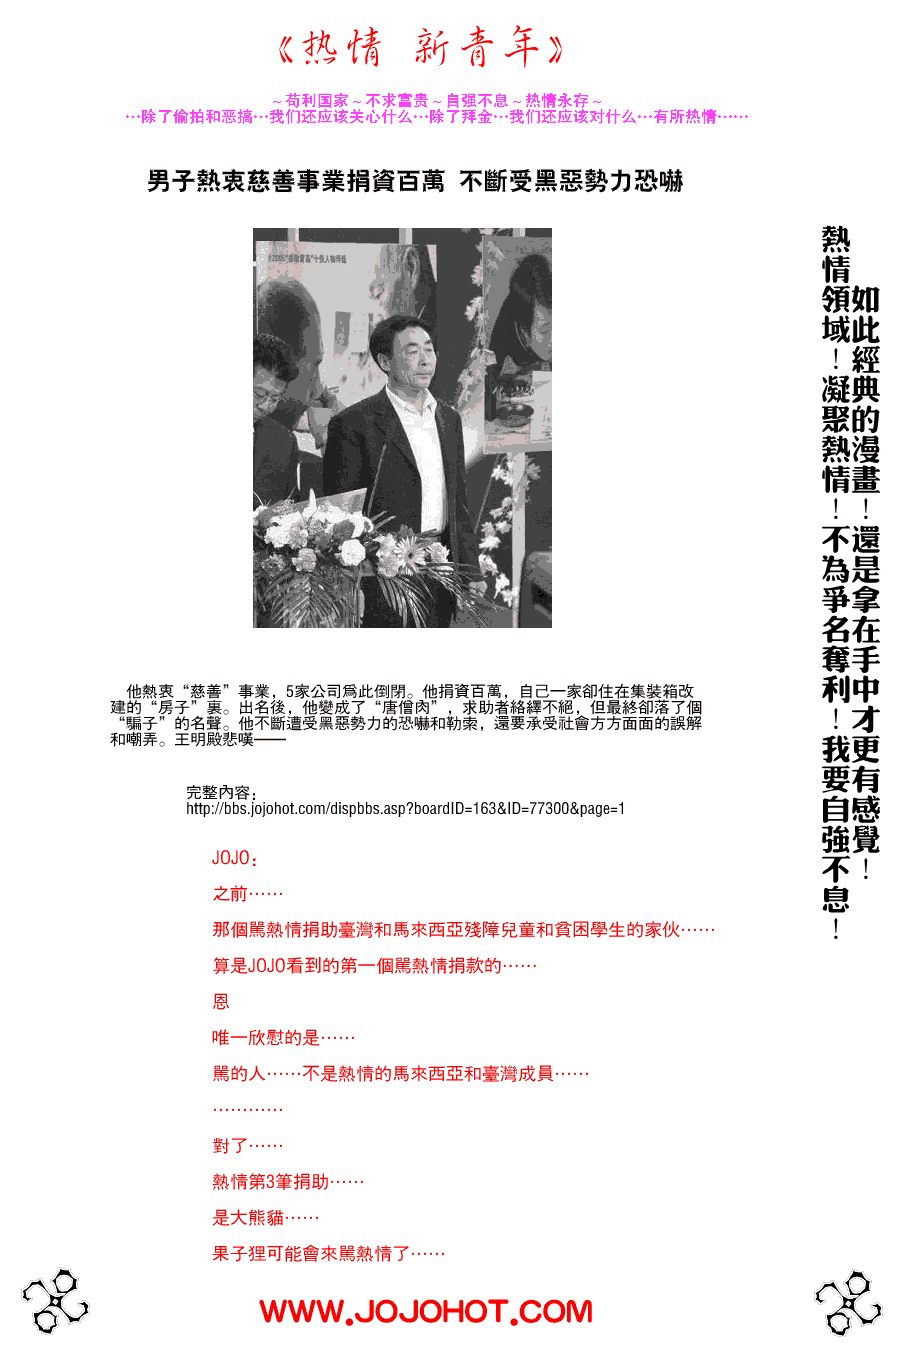 《热情 新青年》
～苟利国家～不求富贵～自强不息～热情永存～
…除了偷拍和恶搞…我们还应该关心什么…除了拜金…我们还应该对什么…有所热情……
男子熱衷慈善事業捐資百萬 不斷受黑惡勢力恐嚇
如此經典的漫畫！還是拿在手中才更有感覺！
熱情領域！凝聚熱情！不為爭名奪利！我要自強不息！
他熱衷“慈善”事業，5家公司爲此倒閉。他捐資百萬，自己一家卻住在集裝箱改
建的“房子”裏。出名後，他變成了“唐僧肉”，求助者絡繹不絕，但最終卻落了個
“騙子”的名聲。他不斷遭受黑惡勢力的恐嚇和勒索，還要承受社會方方面面的誤解
和嘲弄。王明殿悲嘆——
完整內容：
http://bbs.jojohot.com/dispbbs.asp?boardID=163&ID=77300&page=1
JOJO：
之前……
那個罵熱情捐助臺灣和馬來西亞殘障兒童和貧困學生的家伙……
算是JOJO看到的第一個罵熱情捐款的……
恩
唯一欣慰的是……
罵的人……不是熱情的馬來西亞和臺灣成員……
…………
對了……
熱情第3筆捐助……
是大熊貓……
果子狸可能會來罵熱情了……
WWW.JOJOHOT.COM